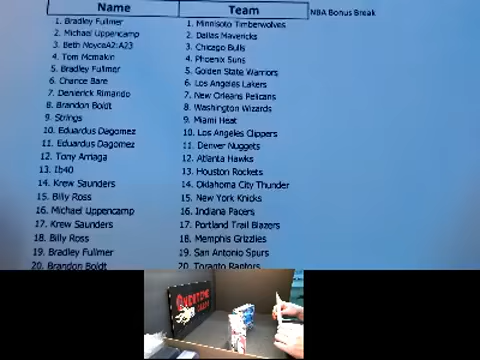 Name Team NBA Bonus Break
1. Bradley Fullmer 1. Minnisoto Timberwolves
2. Michael Uppencamp 2. Dallas Mavericks
3. Beth NoyceA2:A23 3. Chicago Bulls
4. Tom Mcmakin 4. Phoenix Suns
5. Bradley Fullmer 5. Golden State Warriors
6. Chance Bare 6. Los Angeles Lakers
7. Denierick Rimando 7. New Orleans Pelicans
8. Brandon Boldt 8. Washington Wizards
9. Strings 9. Miami Heat
10. Eduardus Dagomez 10. Los Angeles Clippers
11. Eduardus Dagomez 11. Denver Nuggets
12. Tony Arriaga 12. Atlanta Hawks
13. Ib40 13. Houston Rockets
14. Krew Saunders 14. Oklahoma City Thunder
15. Billy Ross 15. New York Knicks
16. Michael Uppencamp 16. Indiana Pacers
17. Krew Saunders 17. Portland Trail Blazers
18. Billy Ross 18. Memphis Grizzlies
19. Bradley Fullmer 19. San Antonio Spurs
20. Brandon Boldt 20. Toronto Raptors